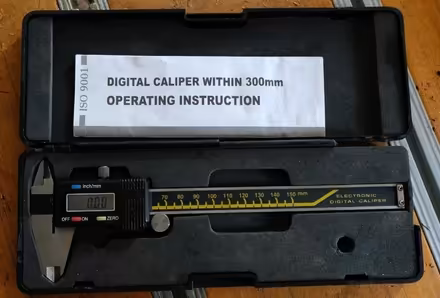 ISO 9001
DIGITAL CALIPER WITHIN 300mm
OPERATING INSTRUCTION
inch/mm
0.00
OFF ON ZERO
70 80 90 100 110 120 130 140 150 mm
ELECTRONIC
DIGITAL CALIPER